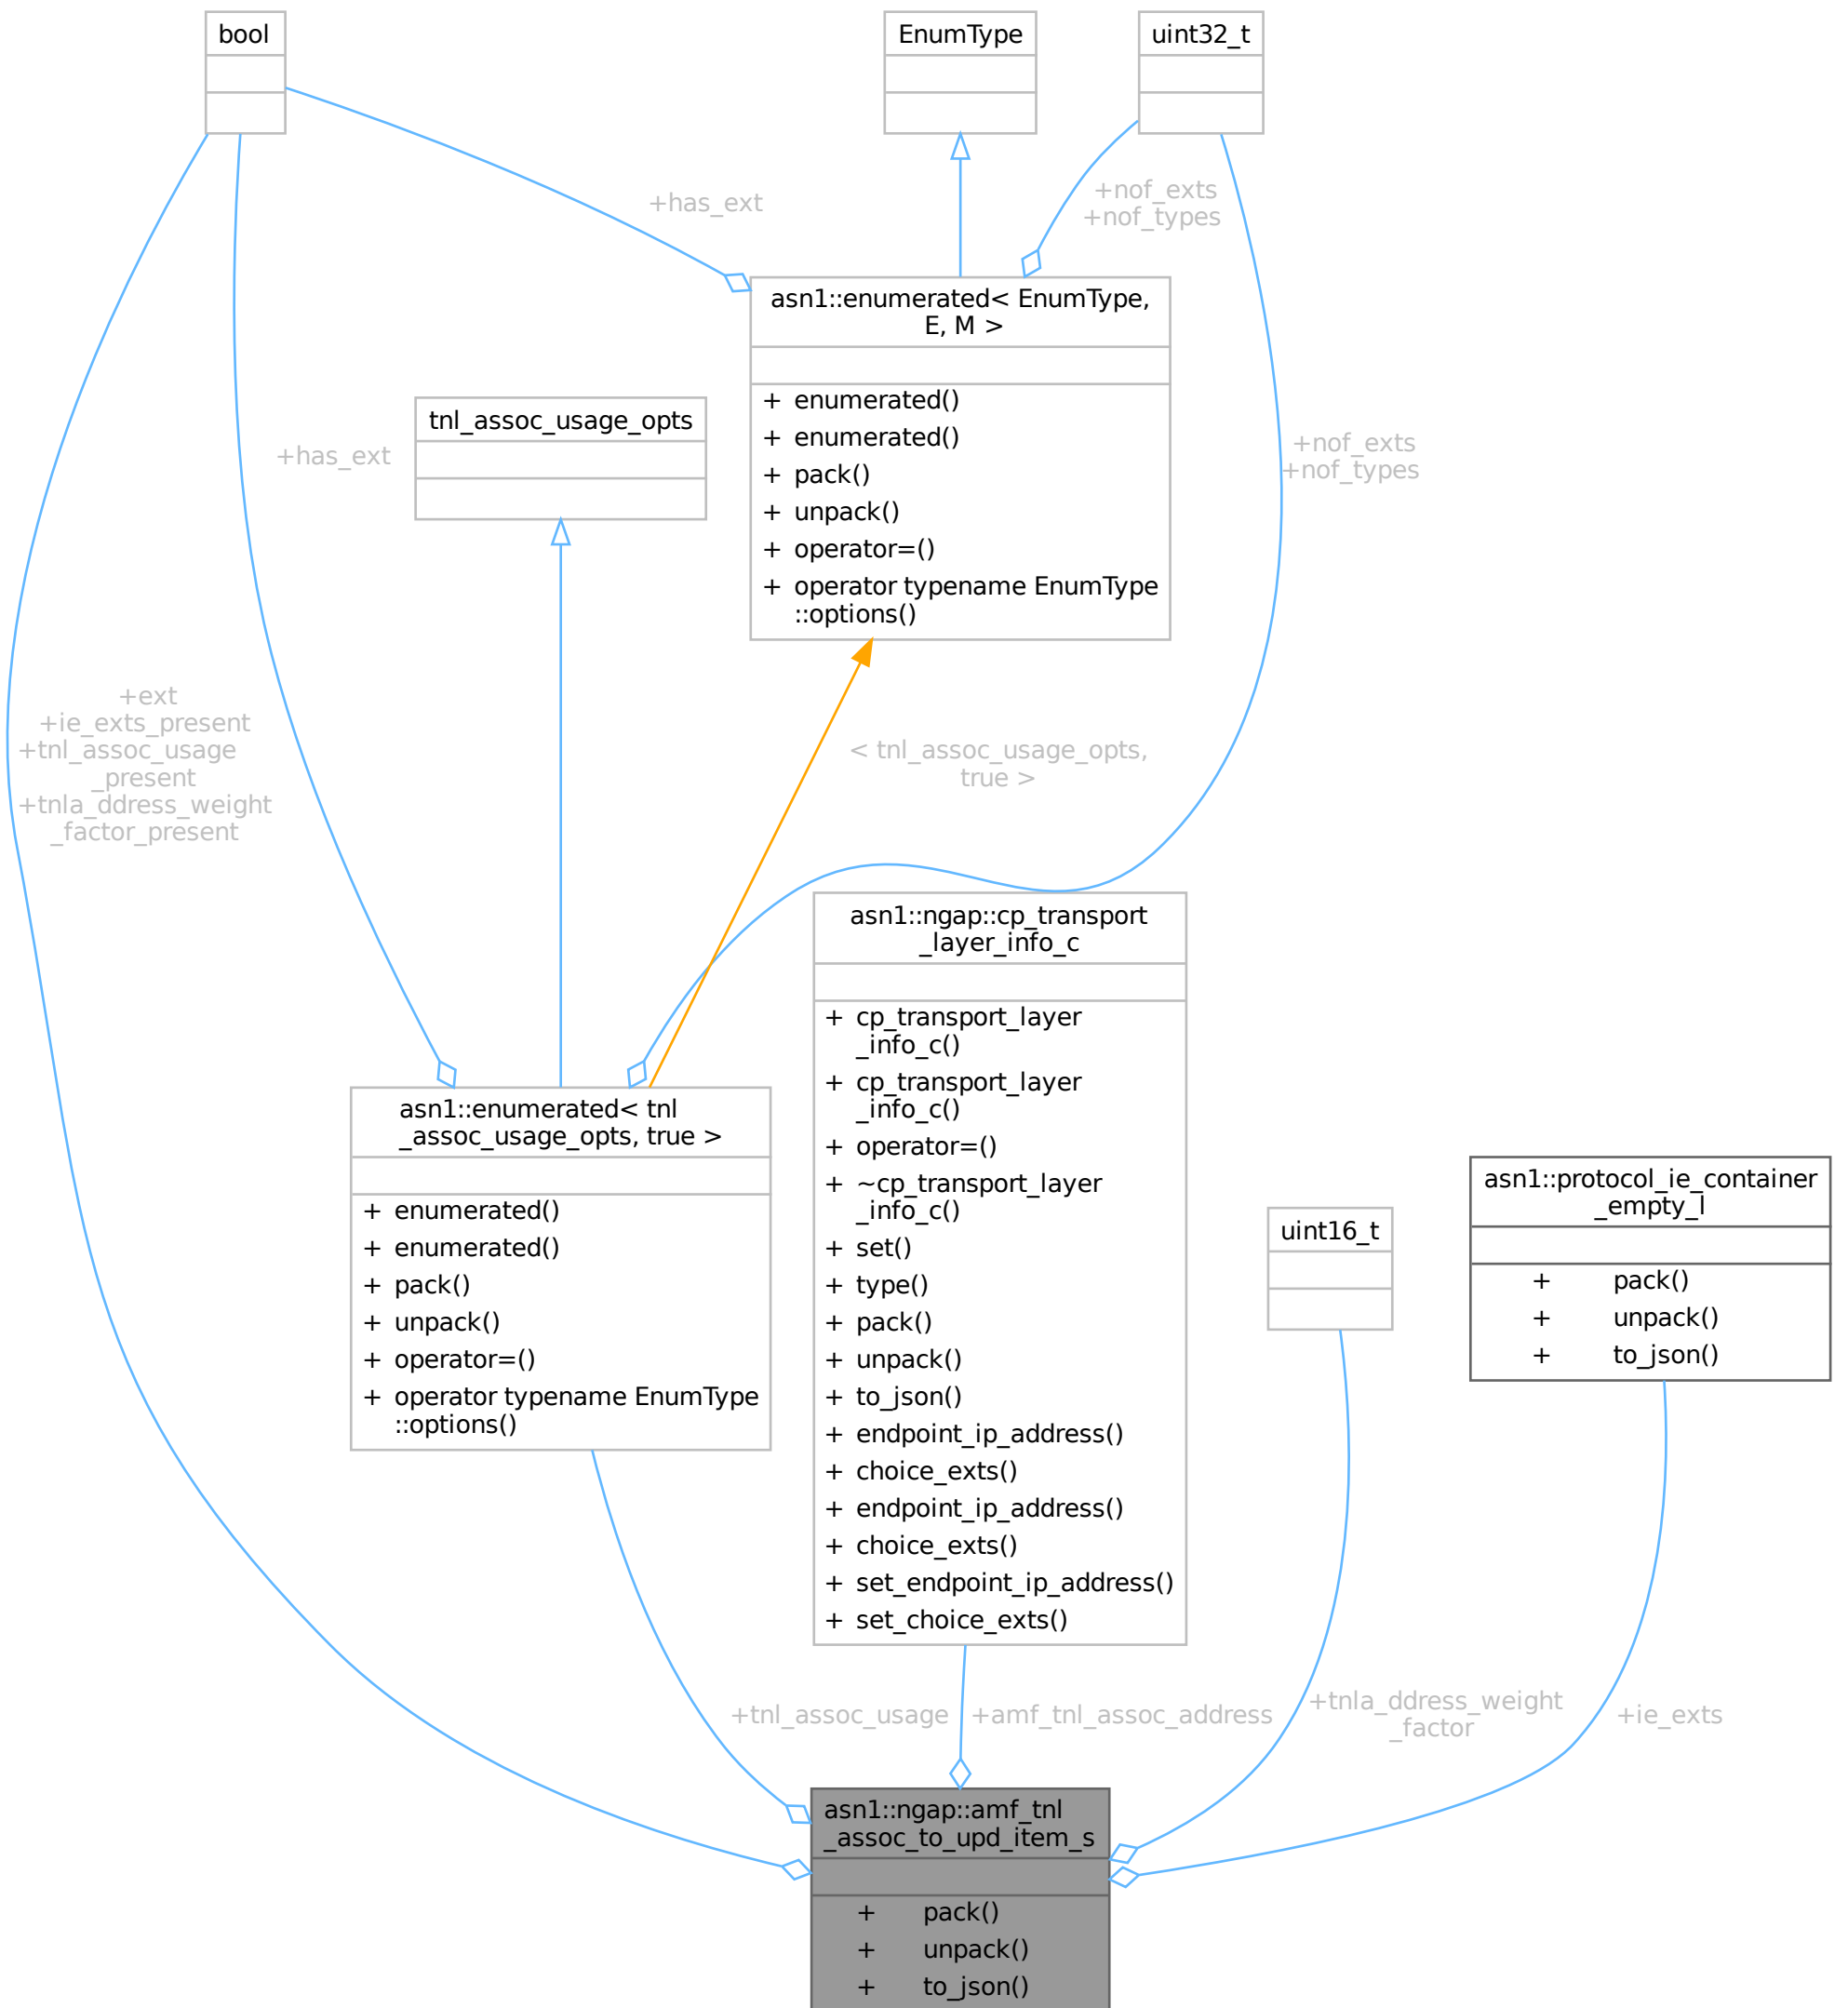 bool
EnumType
uint32_t
+has_ext
+nof_exts
+nof_types
asn1::enumerated< EnumType,
E, M >
+ enumerated()
+ enumerated()
+ pack()
+ unpack()
+ operator=()
+ operator typename EnumType
::options()
tnl_assoc_usage_opts
+has_ext
+nof_exts
+nof_types
+ext
+ie_exts_present
+tnl_assoc_usage
_present
+tnla_ddress_weight
_factor_present
< tnl_assoc_usage_opts,
true >
asn1::ngap::cp_transport
_layer_info_c
+ cp_transport_layer
_info_c()
+ cp_transport_layer
_info_c()
+ operator=()
+ ~cp_transport_layer
_info_c()
+ set()
+ type()
+ pack()
+ unpack()
+ to_json()
+ endpoint_ip_address()
+ choice_exts()
+ endpoint_ip_address()
+ choice_exts()
+ set_endpoint_ip_address()
+ set_choice_exts()
asn1::enumerated< tnl
_assoc_usage_opts, true >
+ enumerated()
+ enumerated()
+ pack()
+ unpack()
+ operator=()
+ operator typename EnumType
::options()
uint16_t
asn1::protocol_ie_container
_empty_l
+ pack()
+ unpack()
+ to_json()
+tnl_assoc_usage
+amf_tnl_assoc_address
+tnla_ddress_weight
_factor
+ie_exts
asn1::ngap::amf_tnl
_assoc_to_upd_item_s
+ pack()
+ unpack()
+ to_json()